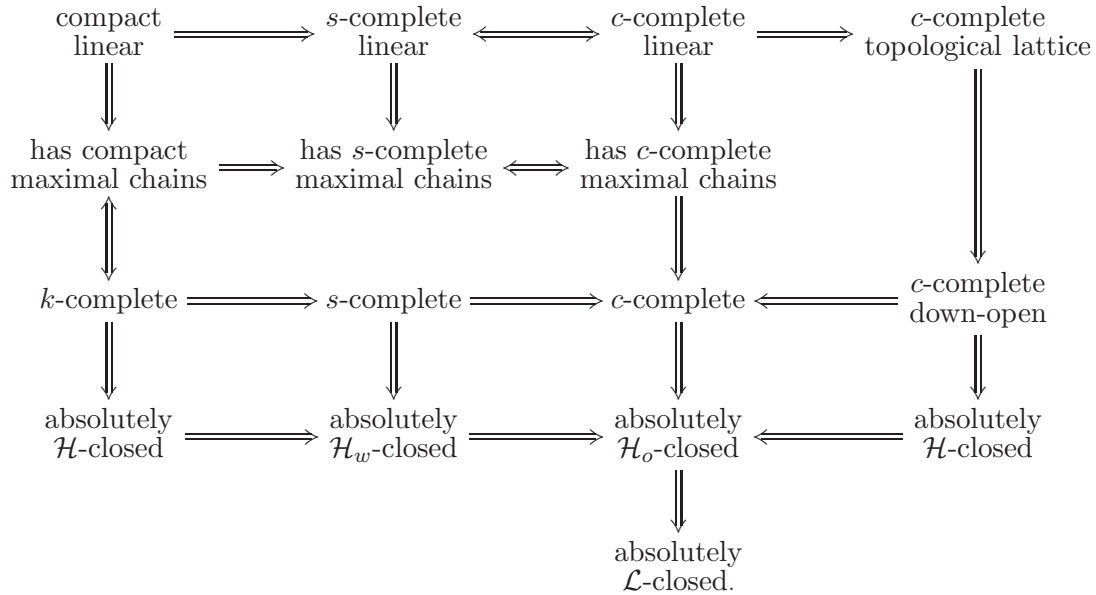 compact
linear
s-complete
linear
c-complete
linear
c-complete
topological lattice
has compact
maximal chains
has s-complete
maximal chains
has c-complete
maximal chains
k-complete
s-complete
c-complete
c-complete
down-open
absolutely
ℋ-closed
absolutely
ℋ_w-closed
absolutely
ℋ_o-closed
absolutely
ℋ-closed
absolutely
ℒ-closed.